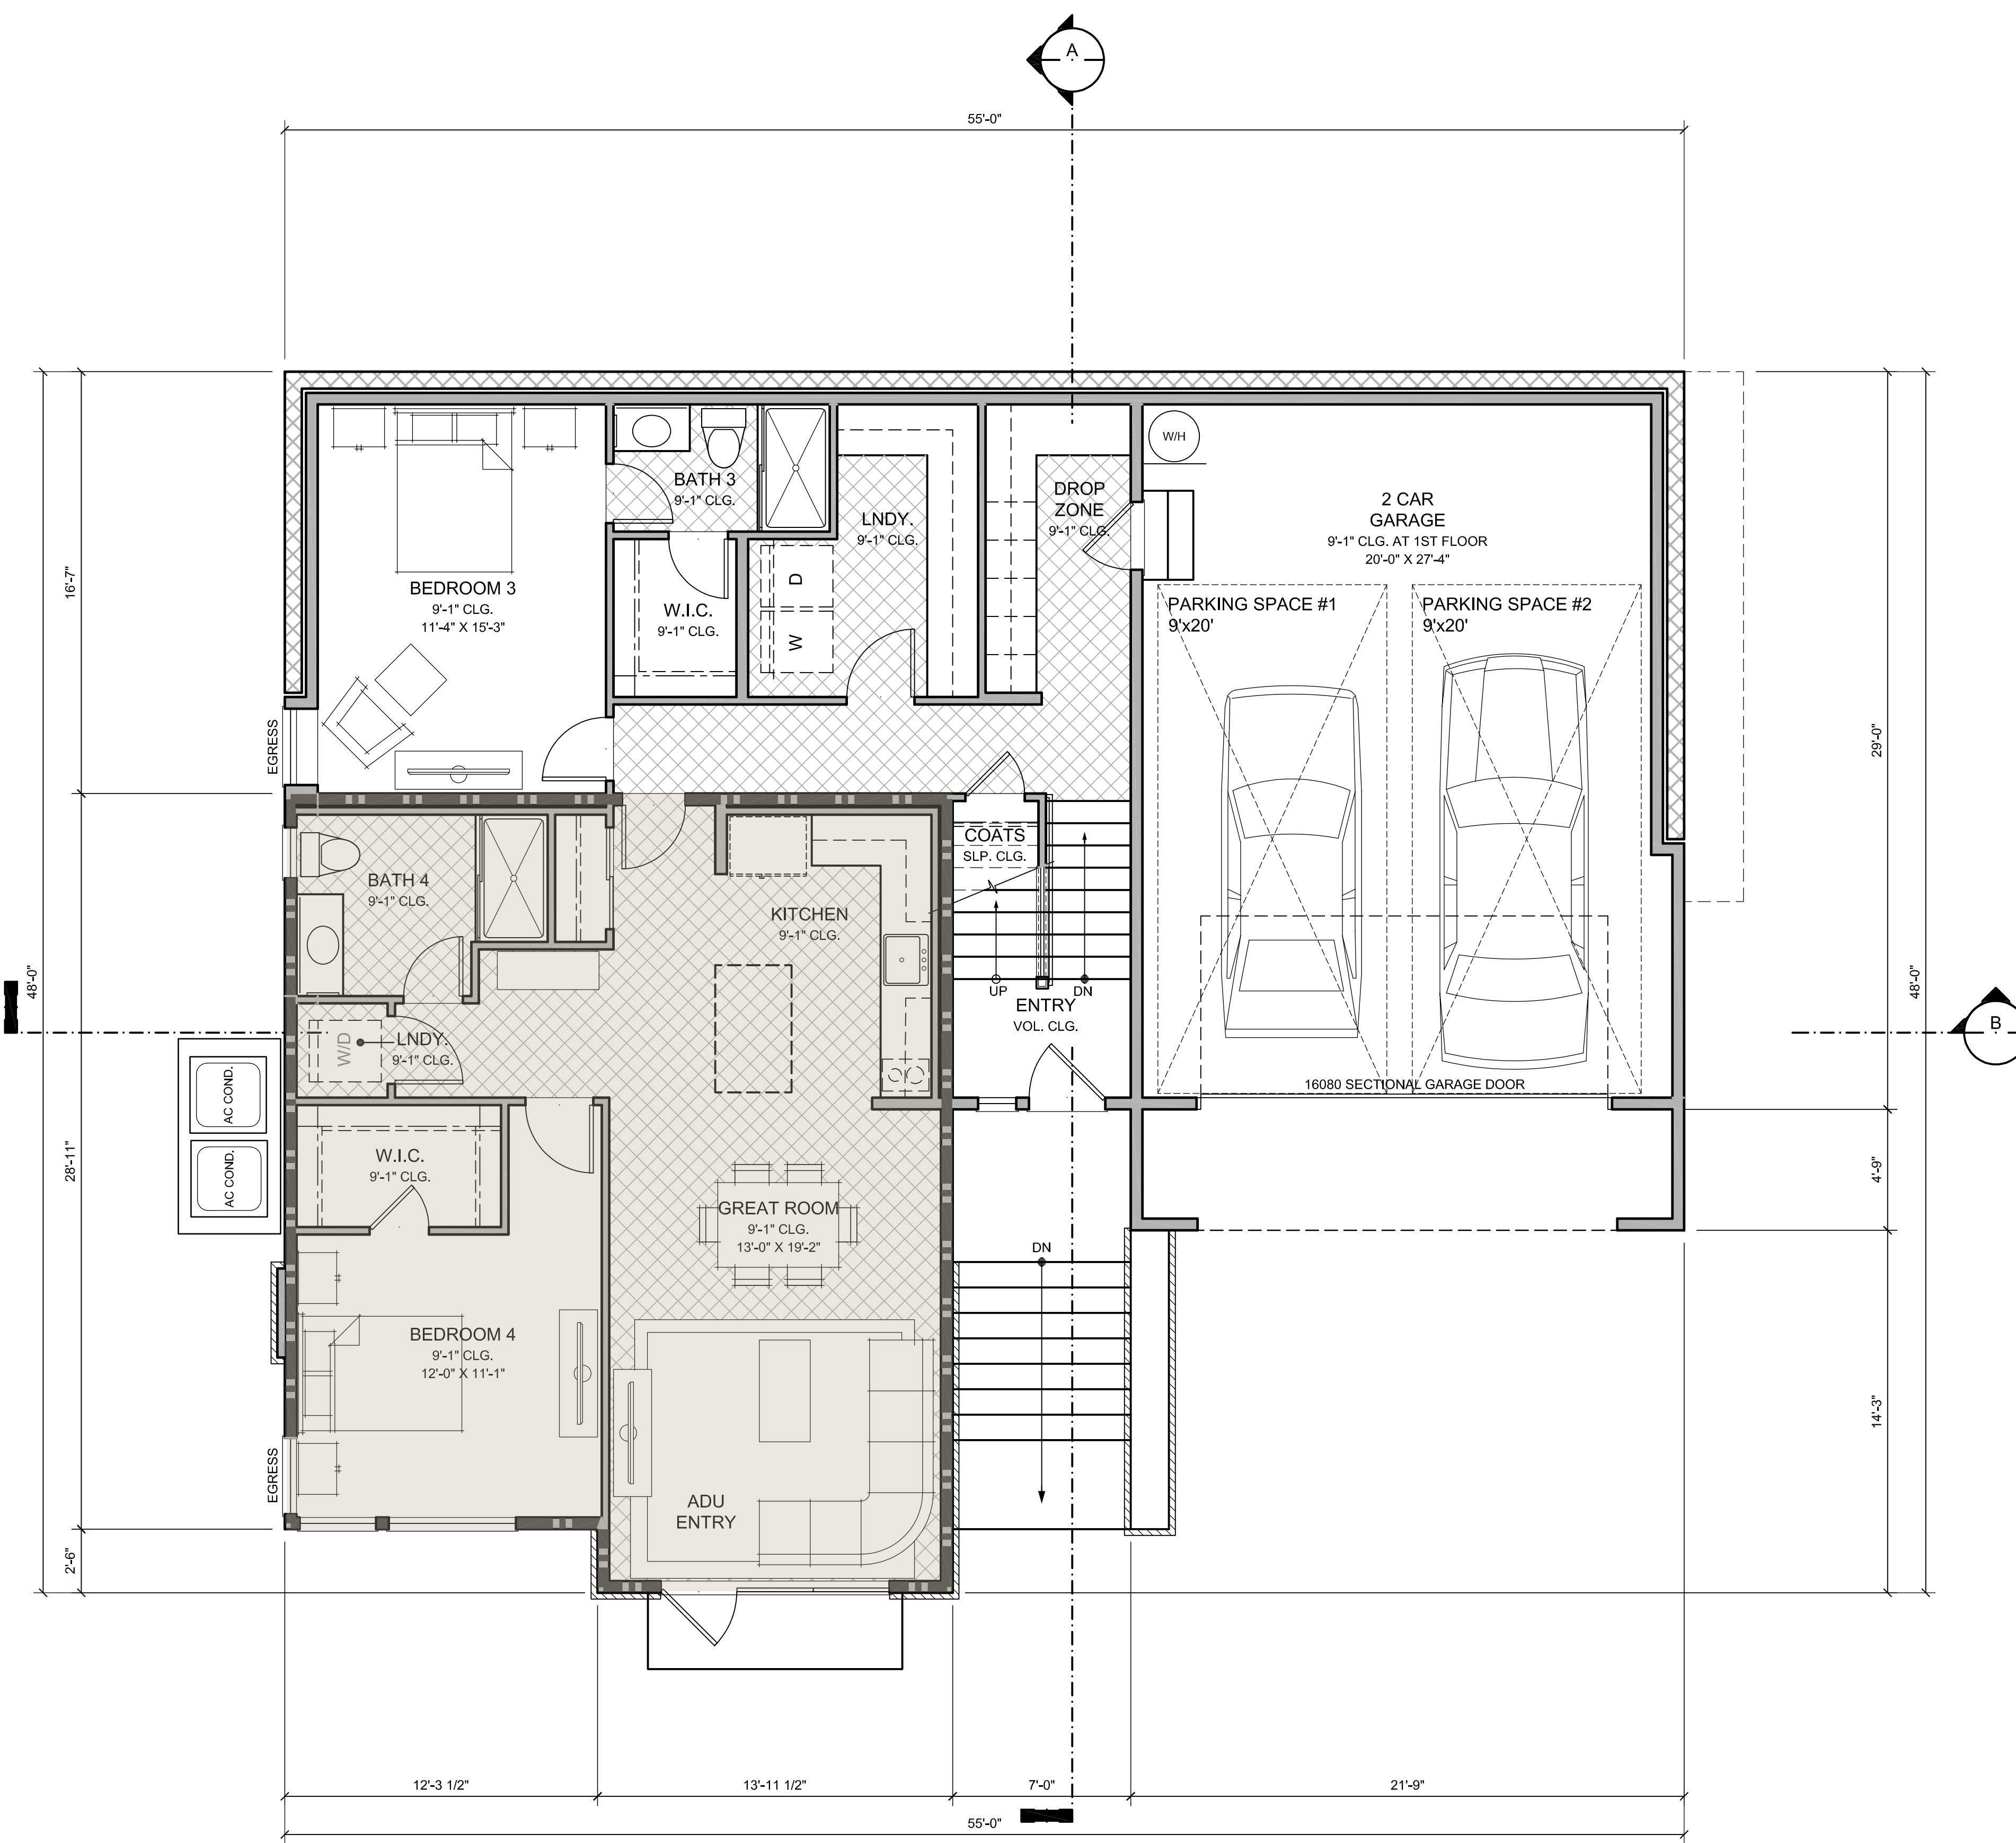 A
55'-0"
BATH 3
9'-1" CLG.
W/H
LNDY.
9'-1" CLG.
DROP
ZONE
9'-1" CLG.
2 CAR
GARAGE
9'-1" CLG. AT 1ST FLOOR
20'-0" X 27'-4"
BEDROOM 3
9'-1" CLG.
11'-4" X 15'-3"
16'-7"
D
W
W.I.C.
9'-1" CLG.
PARKING SPACE #1
9'x20'
PARKING SPACE #2
9'x20'
EGRESS
29'-0"
COATS
SLP. CLG.
BATH 4
9'-1" CLG.
KITCHEN
9'-1" CLG.
48'-0"
48'-0"
UP
DN
ENTRY
VOL. CLG.
B
W/D
LNDY.
9'-1" CLG.
16080 SECTIONAL GARAGE DOOR
AC COND.
AC COND.
28'-11"
W.I.C.
9'-1" CLG.
4'-9"
GREAT ROOM
9'-1" CLG.
13'-0" X 19'-2"
DN
BEDROOM 4
9'-1" CLG.
12'-0" X 11'-1"
14'-3"
EGRESS
ADU
ENTRY
2'-6"
12'-3 1/2"
13'-11 1/2"
7'-0"
21'-9"
55'-0"